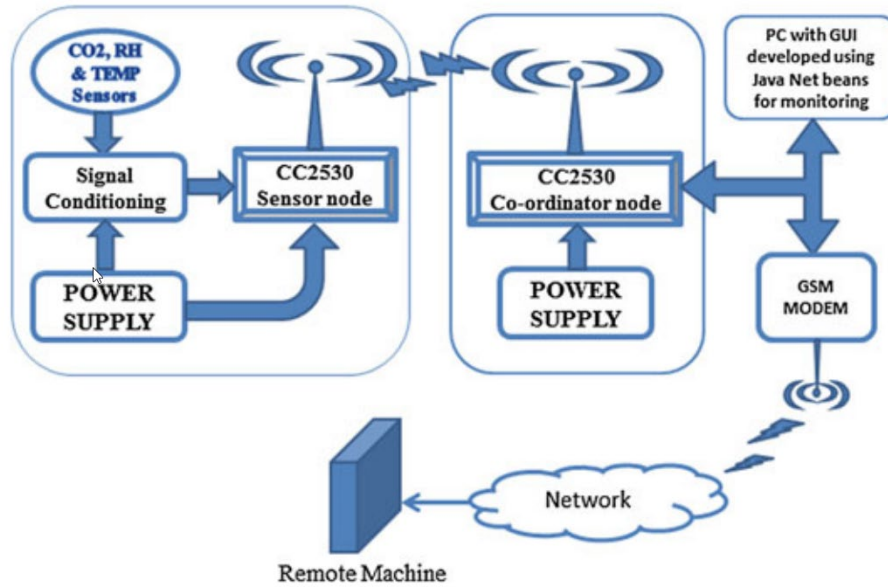 CO2, RH
& TEMP
Sensors
Signal
Conditioning
POWER
SUPPLY
CC2530
Sensor node
CC2530
Co-ordinator node
POWER
SUPPLY
PC with GUI
developed using
Java Net beans
for monitoring
GSM
MODEM
Network
Remote Machine